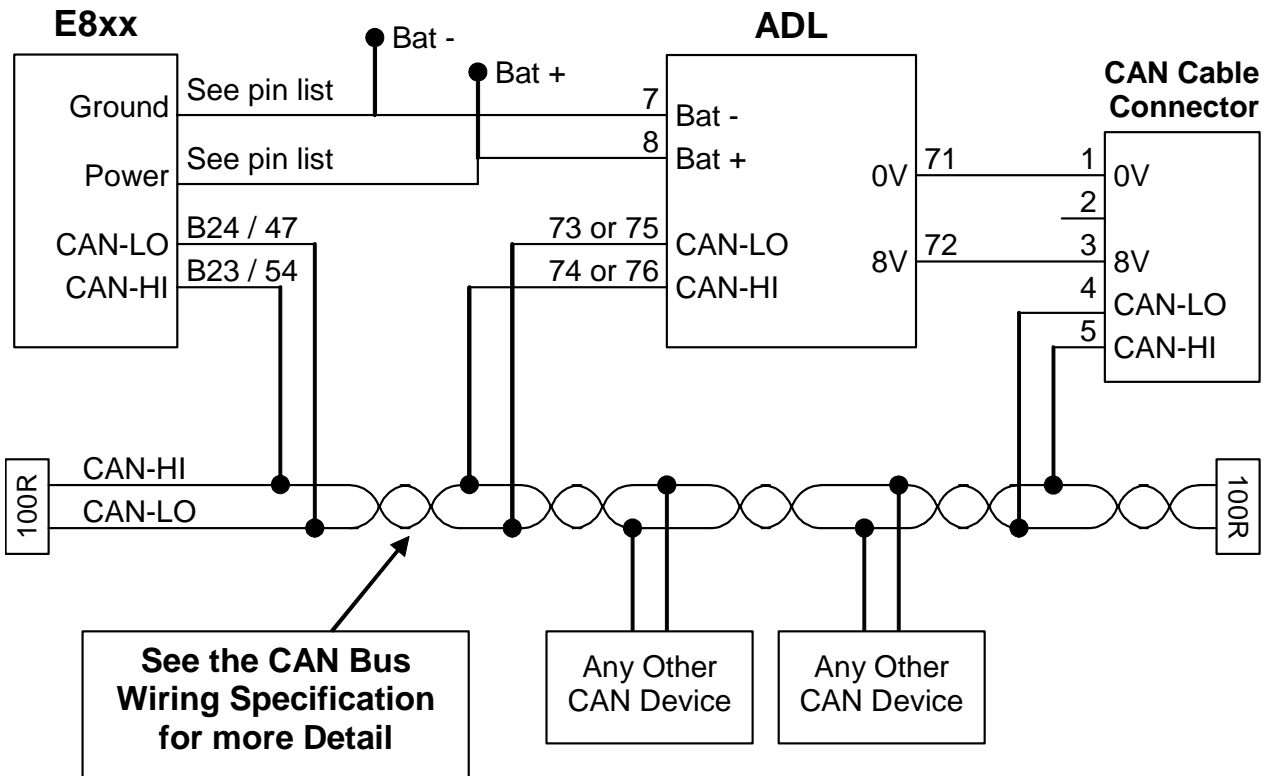 E8xx
Bat -
ADL
Bat +
CAN Cable
Connector
Ground
See pin list
7
Bat -
8
Bat +
Power
See pin list
0V
71
1
0V
2
CAN-LO
B24 / 47
73 or 75
CAN-LO
8V
72
3
8V
CAN-HI
B23 / 54
74 or 76
CAN-HI
4
CAN-LO
5
CAN-HI
100R
CAN-HI
CAN-LO
100R
See the CAN Bus
Wiring Specification
for more Detail
Any Other
CAN Device
Any Other
CAN Device